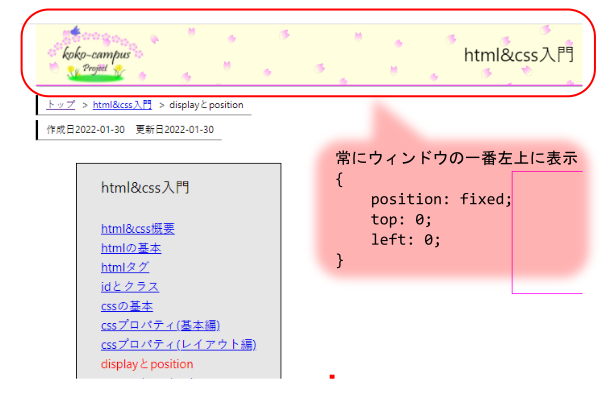 koko-campus
Project
html&css入門
トップ > html&css入門 > displayとposition
作成日2022-01-30 更新日2022-01-30
常にウィンドウの一番左上に表示
{
position: fixed;
top: 0;
left: 0;
}
html&css入門
html&css概要
htmlの基本
htmlタグ
idとクラス
cssの基本
cssプロパティ(基本編)
cssプロパティ(レイアウト編)
displayとposition